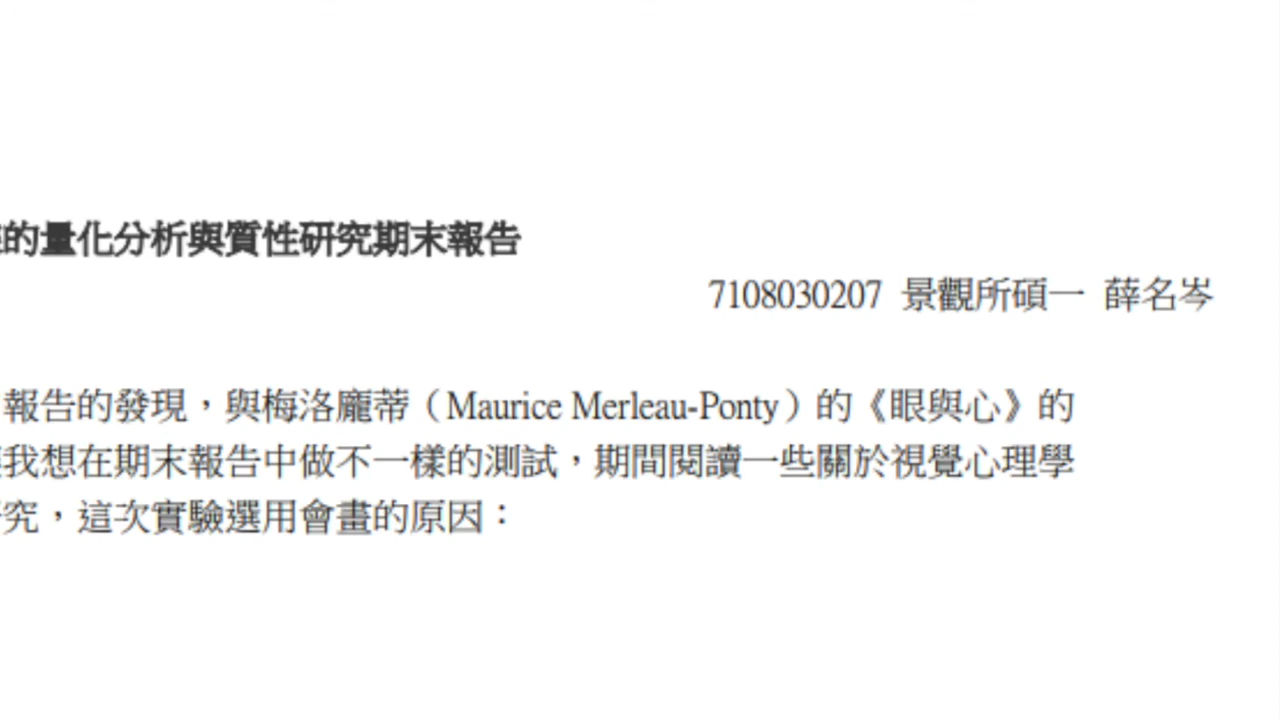 的量化分析與質性研究期末報告
7108030207 景觀所碩一 薛名岑
報告的發現，與梅洛龐蒂（Maurice Merleau-Ponty）的《眼與心》的
我想在期末報告中做不一樣的測試，期間閱讀一些關於視覺心理學
究，這次實驗選用會畫的原因：